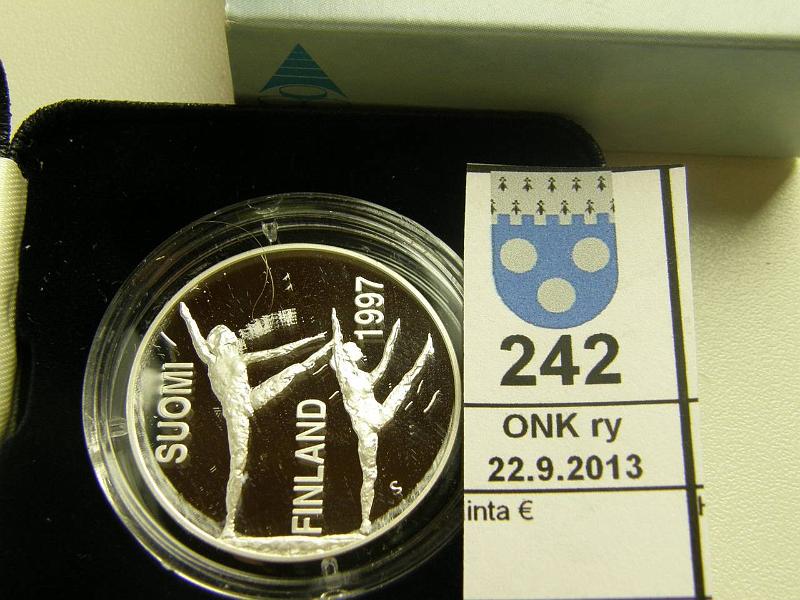 SUOMI
FINLAND
1997
S
242
ONK ry
22.9.2013
inta €